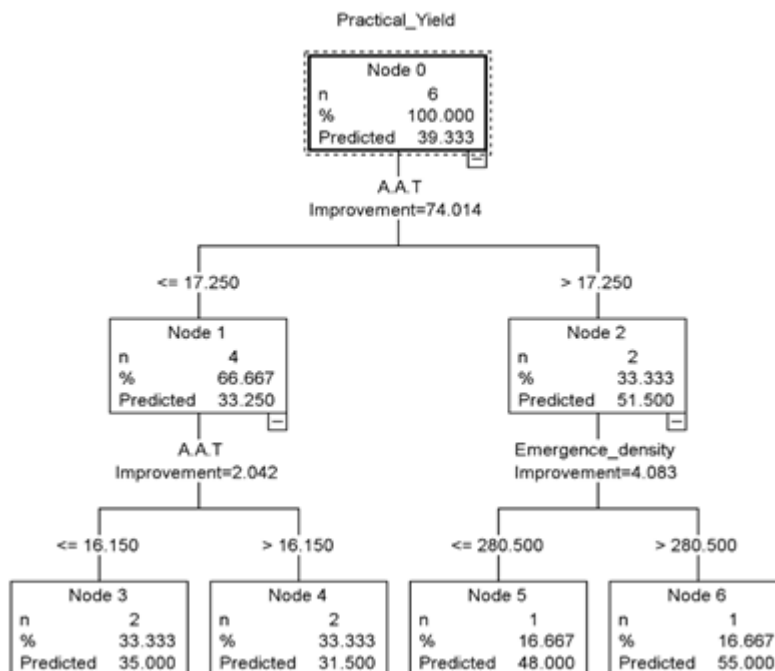 Practical_Yield
Node 0
n 6
% 100.000
Predicted 39.333
A.A.T
Improvement=74.014
<= 17.250
> 17.250
Node 1
n 4
% 66.667
Predicted 33.250
Node 2
n 2
% 33.333
Predicted 51.500
A.A.T
Improvement=2.042
Emergence_density
Improvement=4.083
<= 16.150
> 16.150
<= 280.500
> 280.500
Node 3
n 2
% 33.333
Predicted 35.000
Node 4
n 2
% 33.333
Predicted 31.500
Node 5
n 1
% 16.667
Predicted 48.000
Node 6
n 1
% 16.667
Predicted 55.000